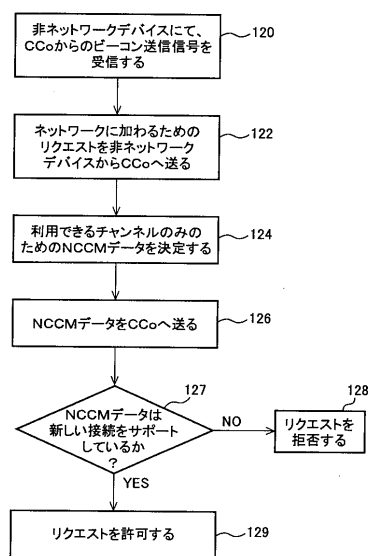 非ネットワークデバイスにて、
CCoからのビーコン送信信号を
受信する
120
ネットワークに加わるための
リクエストを非ネットワーク
デバイスからCCoへ送る
122
利用できるチャンネルのみの
ためのNCCMデータを決定する
124
NCCMデータをCCoへ送る
126
127
NCCMデータは
新しい接続をサポート
しているか
?
NO
128
リクエストを
拒否する
YES
リクエストを許可する
129